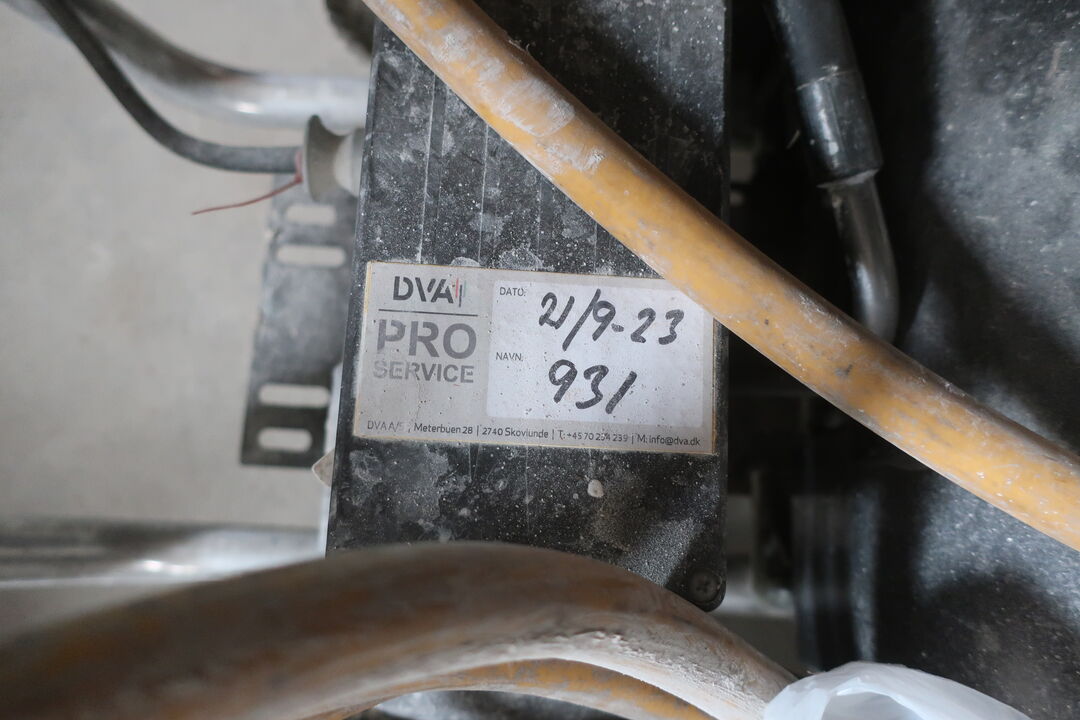 DVA
PRO
SERVICE
DATO: 21/9-23
NAVN: 931
DVA A/S | Meterbuen 28 | 2740 Skovlunde | T: +45 70 204 239 | M: info@dva.dk